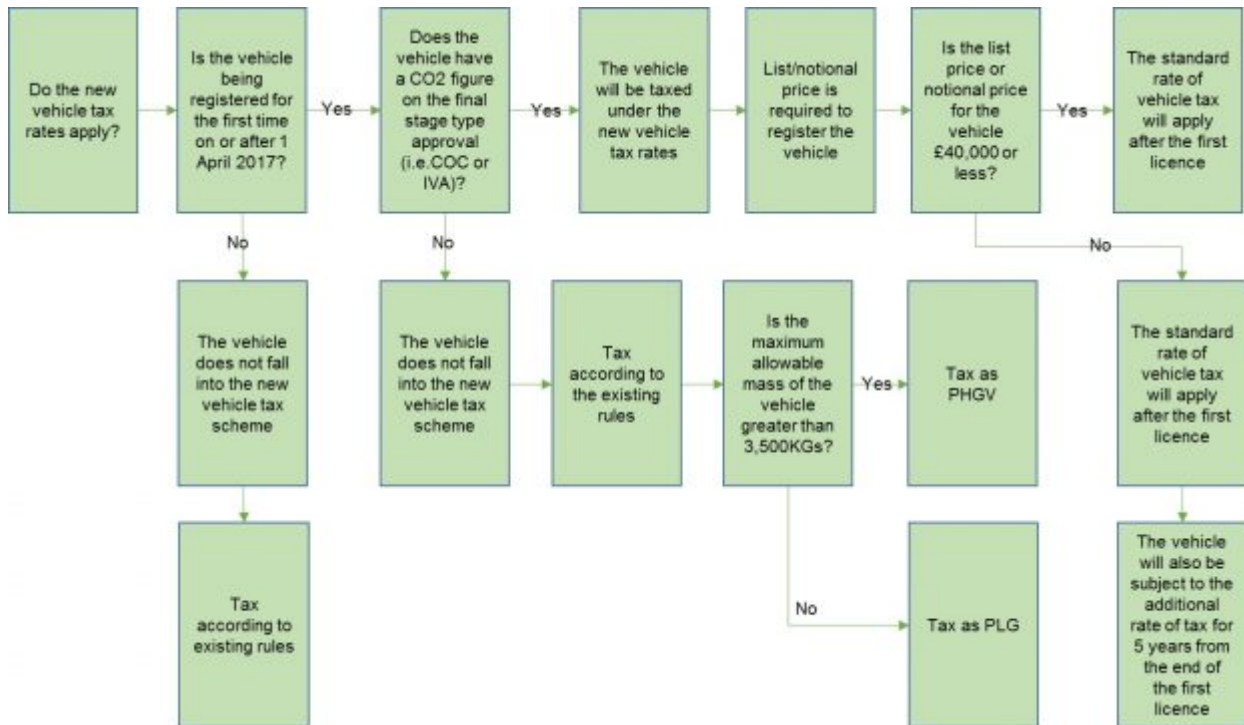 Do the new
vehicle tax
rates apply?
Is the vehicle
being
registered for
the first time
on or after 1
April 2017?
Yes
Does the
vehicle have
a CO2 figure
on the final
stage type
approval
(i.e.COC or
IVA)?
Yes
The vehicle
will be taxed
under the
new vehicle
tax rates
List/notional
price is
required to
register the
vehicle
Is the list
price or
notional price
for the
vehicle
£40,000 or
less?
Yes
The standard
rate of
vehicle tax
will apply
after the first
licence
No
No
No
The vehicle
does not fall
into the new
vehicle tax
scheme
The vehicle
does not fall
into the new
vehicle tax
scheme
Tax
according to
the existing
rules
Is the
maximum
allowable
mass of the
vehicle
greater than
3,500KGs?
Yes
Tax as
PHGV
The standard
rate of
vehicle tax
will apply
after the first
licence
Tax
according to
existing rules
No
Tax as PLG
The vehicle
will also be
subject to the
additional
rate of tax for
5 years from
the end of
the first
licence